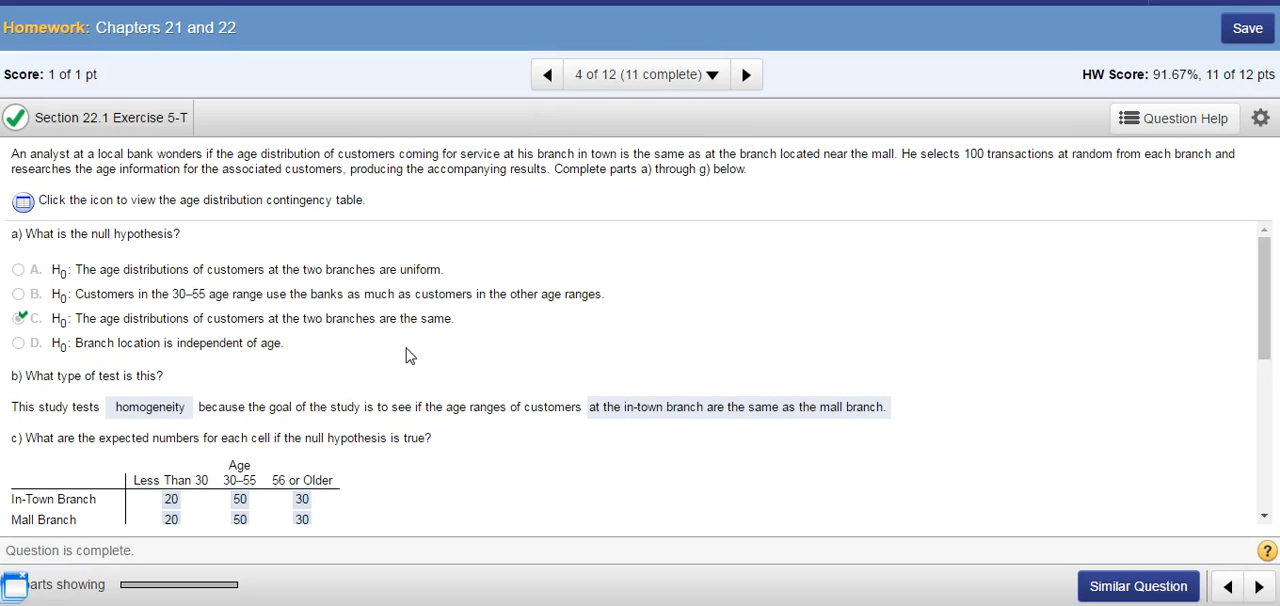 Homework: Chapters 21 and 22
Save
Score: 1 of 1 pt
4 of 12 (11 complete)
HW Score: 91.67%, 11 of 12 pts
Section 22.1 Exercise 5-T
Question Help
An analyst at a local bank wonders if the age distribution of customers coming for service at his branch in town is the same as at the branch located near the mall. He selects 100 transactions at random from each branch and
researches the age information for the associated customers, producing the accompanying results. Complete parts a) through g) below.
Click the icon to view the age distribution contingency table.
a) What is the null hypothesis?
A. H0: The age distributions of customers at the two branches are uniform.
B. H0: Customers in the 30–55 age range use the banks as much as customers in the other age ranges.
C. H0: The age distributions of customers at the two branches are the same.
D. H0: Branch location is independent of age.
b) What type of test is this?
This study tests homogeneity because the goal of the study is to see if the age ranges of customers at the in-town branch are the same as the mall branch.
c) What are the expected numbers for each cell if the null hypothesis is true?
Age
Less Than 30 30–55 56 or Older
In-Town Branch 20 50 30
Mall Branch 20 50 30
Question is complete.
?
arts showing
Similar Question